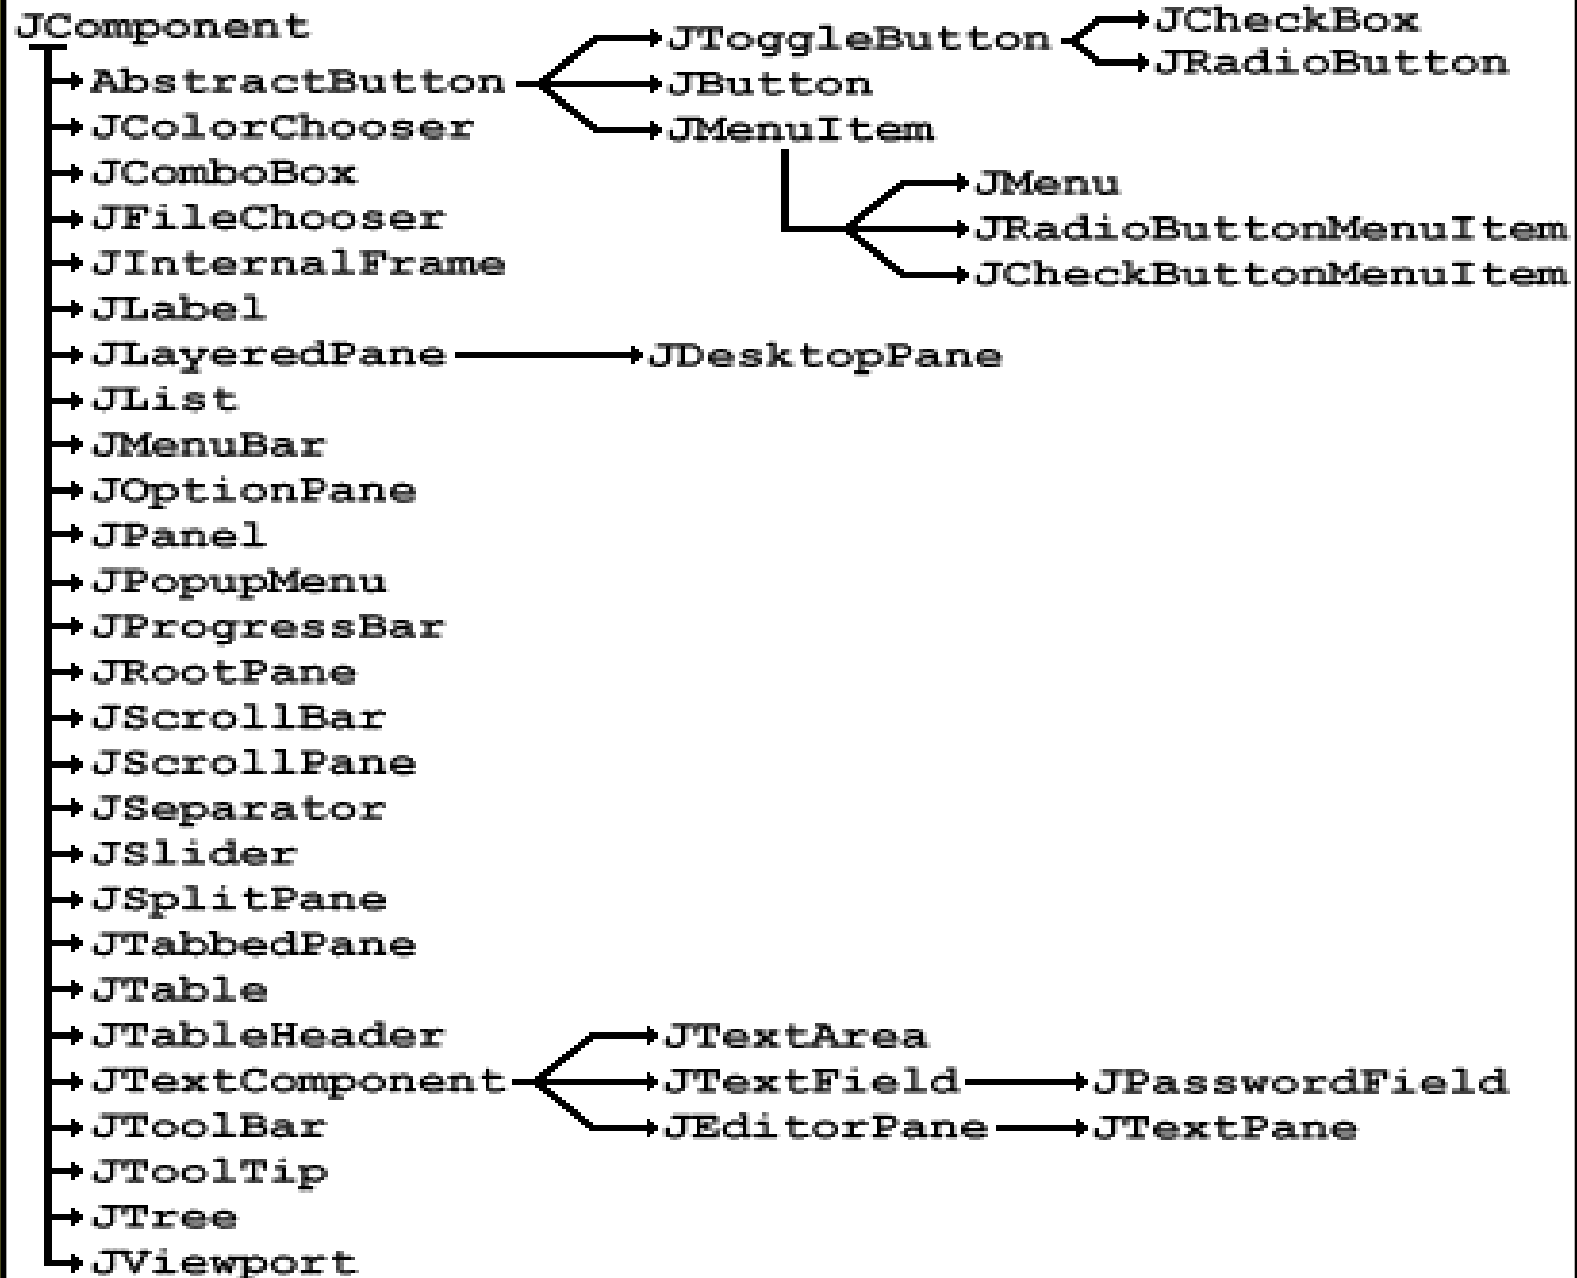 JComponent
AbstractButton
JToggleButton
JCheckBox
JRadioButton
JButton
JMenuItem
JMenu
JRadioButtonMenuItem
JCheckButtonMenuItem
JColorChooser
JComboBox
JFileChooser
JInternalFrame
JLabel
JLayeredPane
JDesktopPane
JList
JMenuBar
JOptionPane
JPanel
JPopupMenu
JProgressBar
JRootPane
JScrollBar
JScrollPane
JSeparator
JSlider
JSplitPane
JTabbedPane
JTable
JTableHeader
JTextComponent
JTextArea
JTextField
JPasswordField
JEditorPane
JTextPane
JToolBar
JToolTip
JTree
JViewport